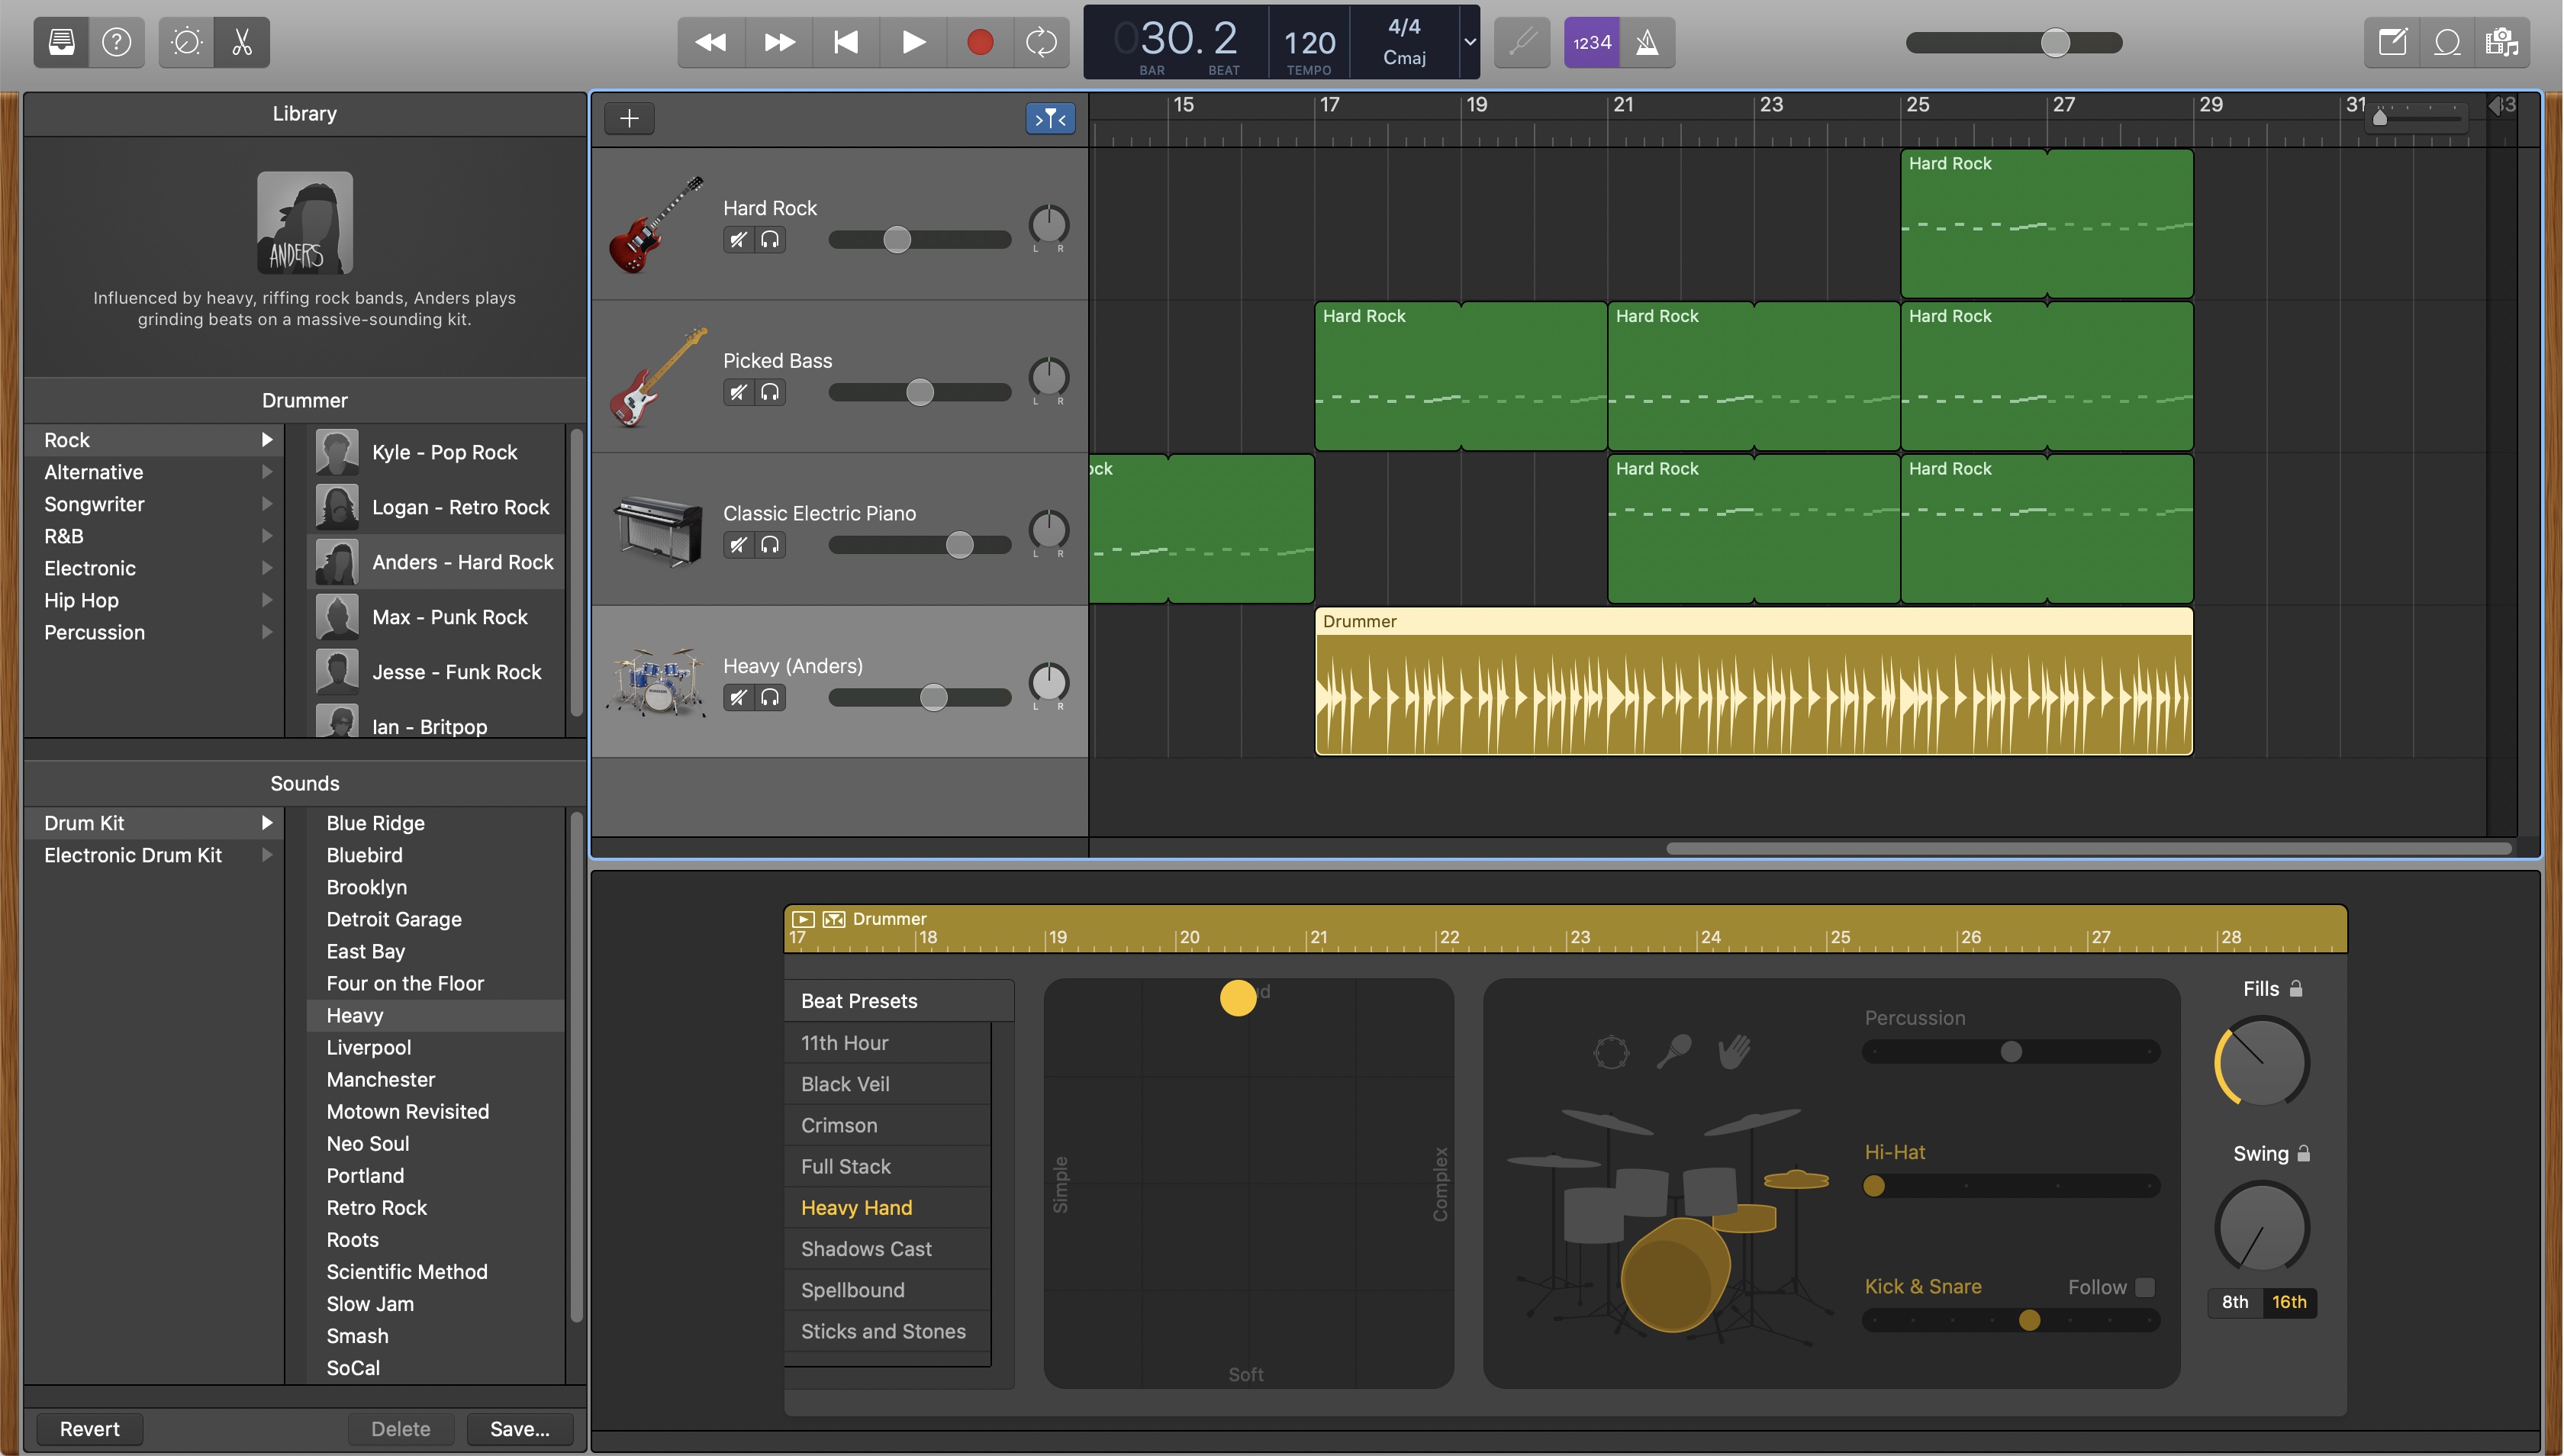 030. 2
120
4/4
Cmaj
BAR
BEAT
TEMPO
1234
Library
ANDERS
Influenced by heavy, riffing rock bands, Anders plays
grinding beats on a massive-sounding kit.
Drummer
Rock
Alternative
Songwriter
R&B
Electronic
Hip Hop
Percussion
Kyle - Pop Rock
Logan - Retro Rock
Anders - Hard Rock
Max - Punk Rock
Jesse - Funk Rock
Ian - Britpop
Sounds
Drum Kit
Electronic Drum Kit
Blue Ridge
Bluebird
Brooklyn
Detroit Garage
East Bay
Four on the Floor
Heavy
Liverpool
Manchester
Motown Revisited
Neo Soul
Portland
Retro Rock
Roots
Scientific Method
Slow Jam
Smash
SoCal
Revert
Delete
Save...
15 17 19 21 23 25 27 29 31 33
Hard Rock
L R
Hard Rock
Picked Bass
L R
Hard Rock
Hard Rock
Hard Rock
Classic Electric Piano
L R
ock
Hard Rock
Hard Rock
Heavy (Anders)
L R
Drummer
Drummer
17 18 19 20 21 22 23 24 25 26 27 28
Beat Presets
11th Hour
Black Veil
Crimson
Full Stack
Heavy Hand
Shadows Cast
Spellbound
Sticks and Stones
Simple
Complex
Soft
Percussion
Hi-Hat
Kick & Snare
Follow
Fills
Swing
8th
16th